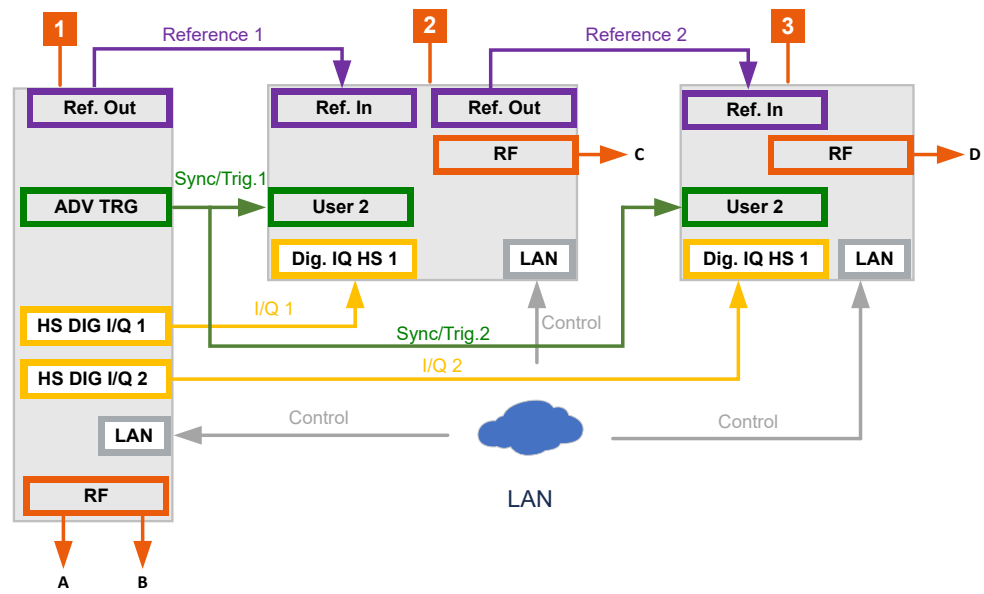 1
2
3
Reference 1
Reference 2
Ref. Out
Ref. In
Ref. Out
Ref. In
RF
C
RF
D
Sync/Trig.1
ADV TRG
User 2
User 2
Dig. IQ HS 1
LAN
Dig. IQ HS 1
LAN
I/Q 1
HS DIG I/Q 1
Control
Sync/Trig.2
I/Q 2
HS DIG I/Q 2
Control
Control
LAN
RF
LAN
A
B